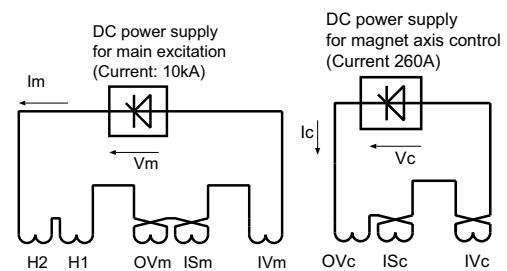 DC power supply
for main excitation
(Current: 10kA)
Im
Vm
H2 H1 OVm ISm IVm
DC power supply
for magnet axis control
(Current 260A)
Ic
Vc
OVc ISc IVc